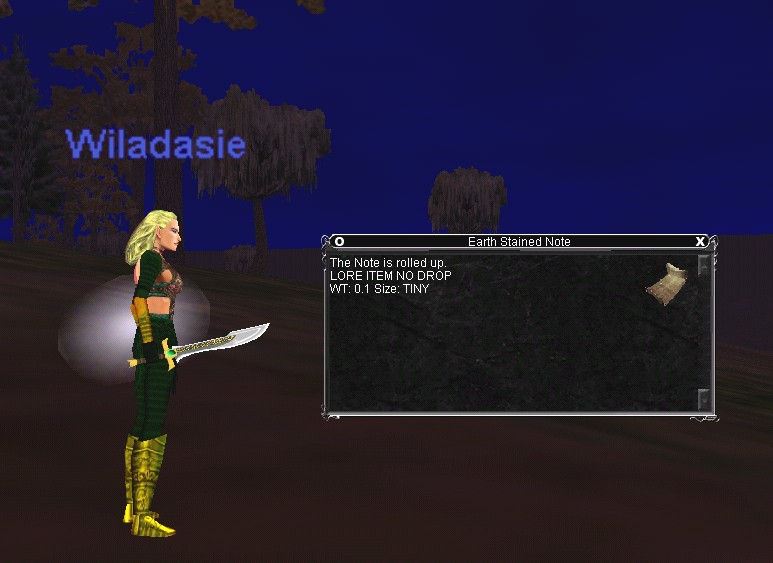 Wiladasie
O Earth Stained Note X
The Note is rolled up.
LORE ITEM NO DROP
WT: 0.1 Size: TINY